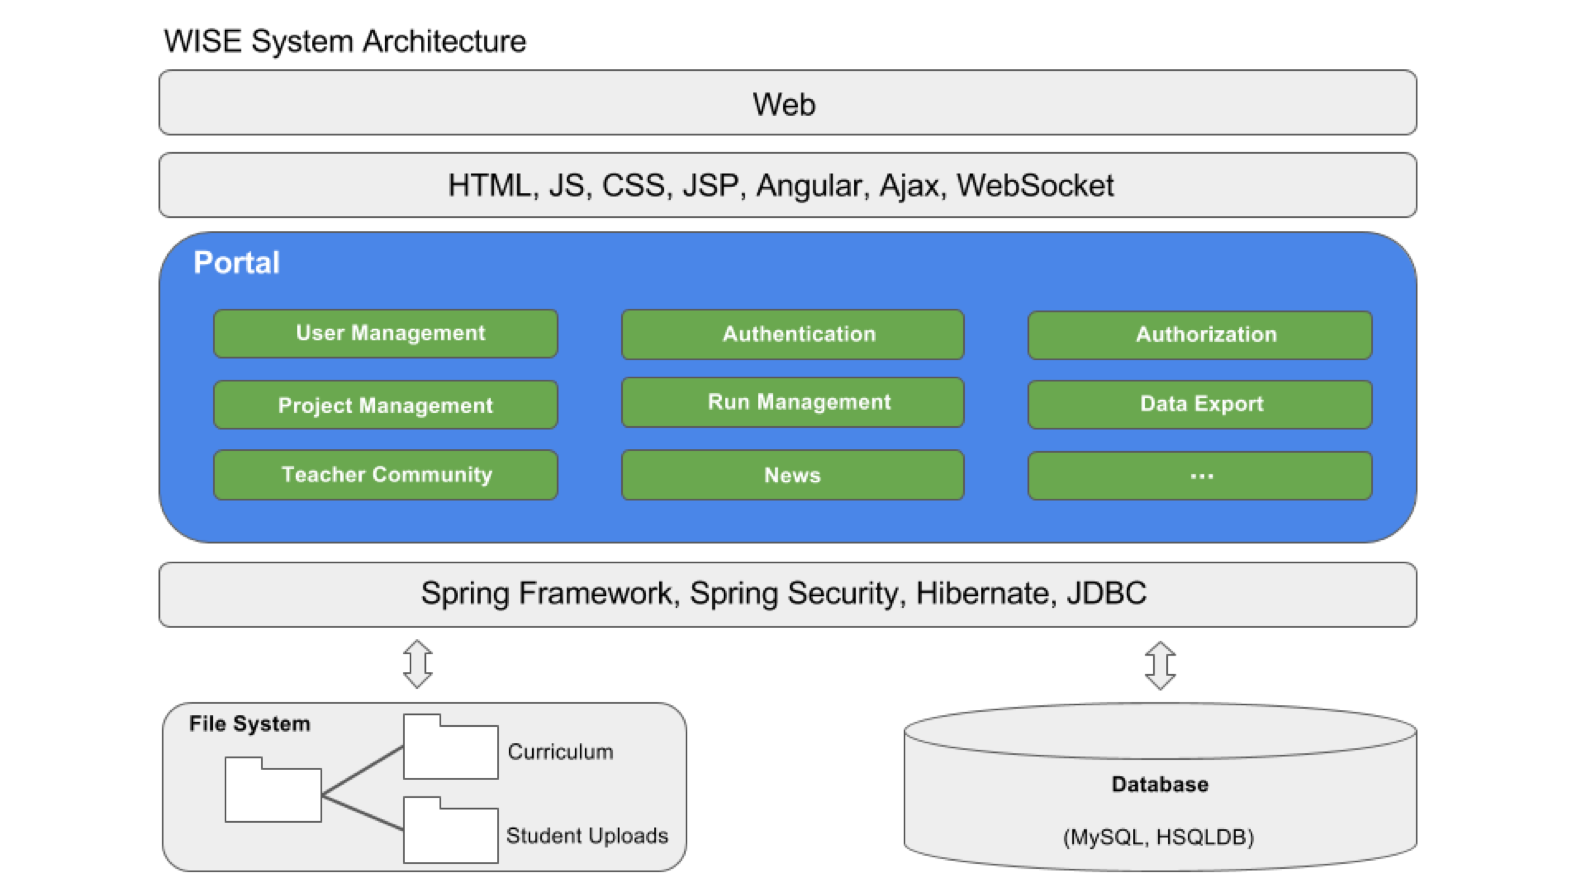 WISE System Architecture
Web
HTML, JS, CSS, JSP, Angular, Ajax, WebSocket
Portal
User Management
Authentication
Authorization
Project Management
Run Management
Data Export
Teacher Community
News
...
Spring Framework, Spring Security, Hibernate, JDBC
File System
Curriculum
Student Uploads
Database
(MySQL, HSQLDB)